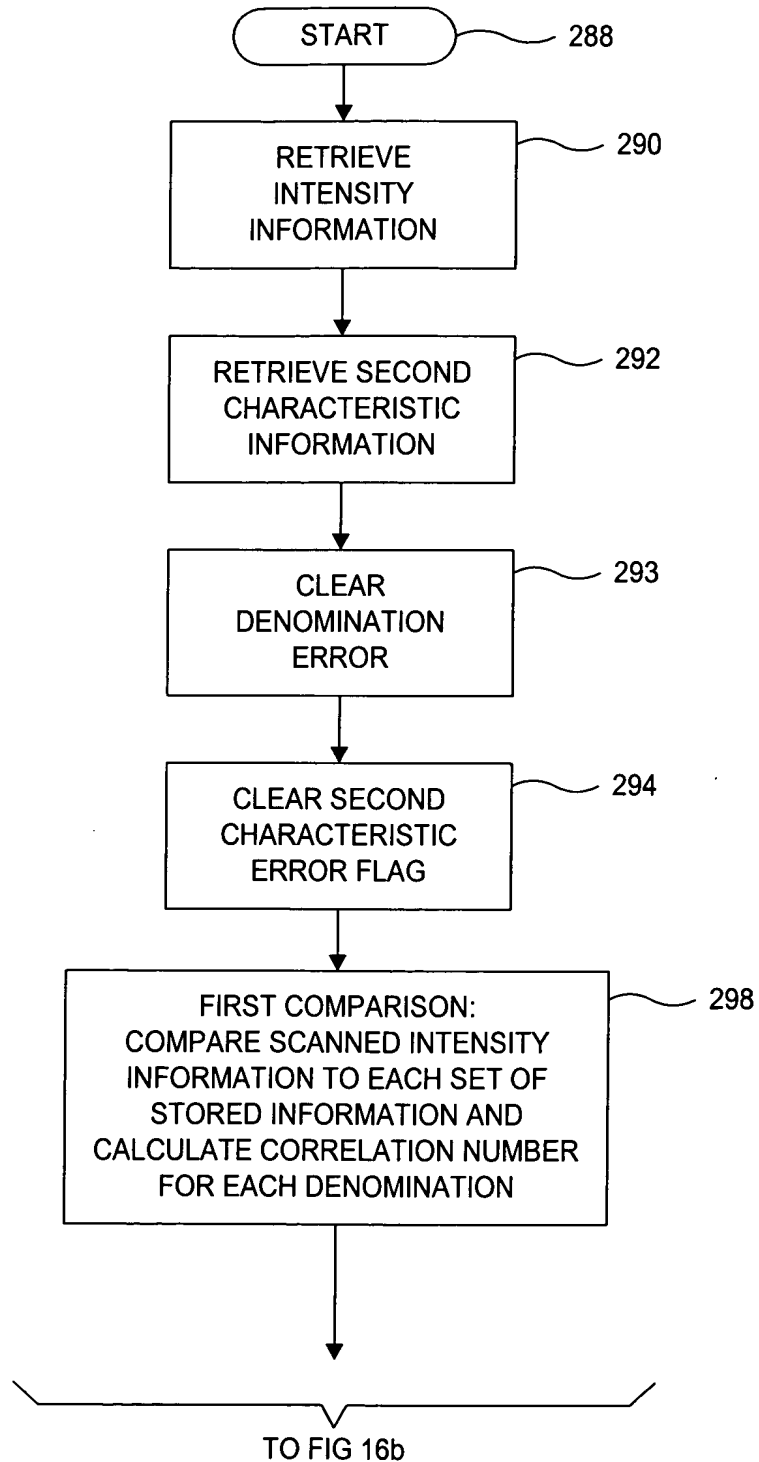 START
288
RETRIEVE
INTENSITY
INFORMATION
290
RETRIEVE SECOND
CHARACTERISTIC
INFORMATION
292
CLEAR
DENOMINATION
ERROR
293
CLEAR SECOND
CHARACTERISTIC
ERROR FLAG
294
FIRST COMPARISON:
COMPARE SCANNED INTENSITY
INFORMATION TO EACH SET OF
STORED INFORMATION AND
CALCULATE CORRELATION NUMBER
FOR EACH DENOMINATION
298
TO FIG 16b